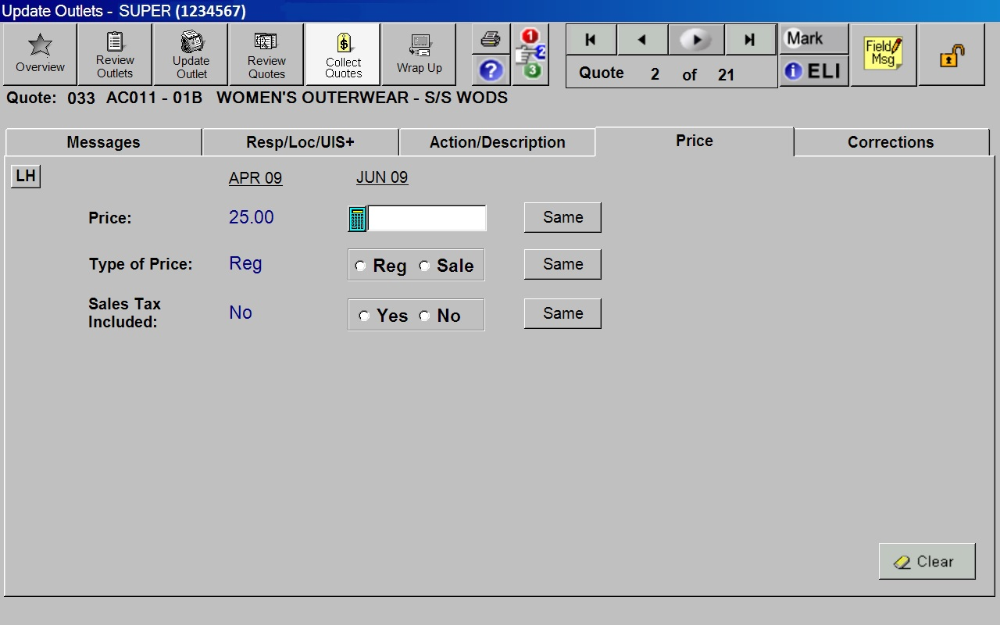 Update Outlets - SUPER (1234567)
Overview
Review Outlets
Update Outlet
Review Quotes
Collect Quotes
Wrap Up
$
?
1
2
3
Quote 2 of 21
Mark
i ELI
Field Msg
Quote: 033 AC011 - 01B WOMEN'S OUTERWEAR - S/S WODS
Messages
Resp/Loc/UIS+
Action/Description
Price
Corrections
LH
APR 09
JUN 09
Price: 25.00
Same
Type of Price: Reg
Reg Sale
Same
Sales Tax
Included:
No
Yes No
Same
Clear